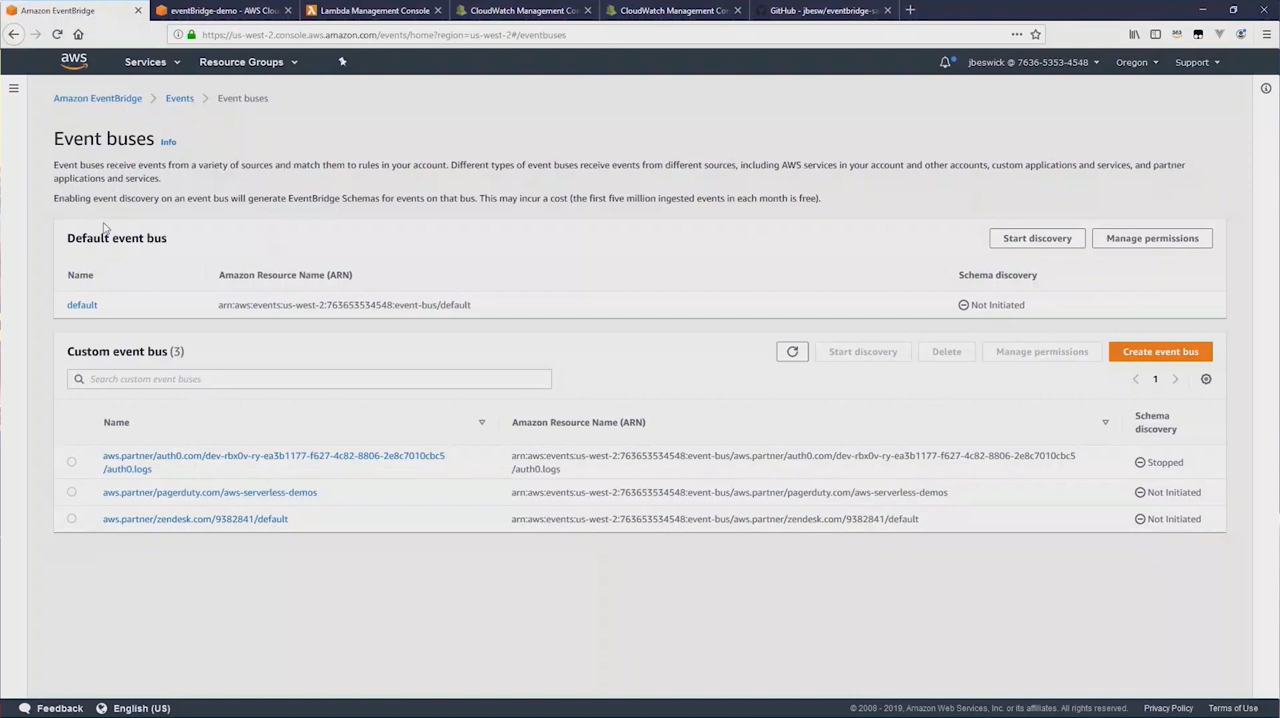 Amazon EventBridge
eventBridge-demo - AWS Clou
Lambda Management Console
CloudWatch Management Con
CloudWatch Management Con
GitHub - jbesw/eventbridge-sa
https://us-west-2.console.aws.amazon.com/events/home?region=us-west-2#/eventbuses
aws
Services
Resource Groups
jbeswick @ 7636-5353-4548
Oregon
Support
Amazon EventBridge
Events
Event buses
Event buses Info
Event buses receive events from a variety of sources and match them to rules in your account. Different types of event buses receive events from different sources, including AWS services in your account and other accounts, custom applications and services, and partner
applications and services.
Enabling event discovery on an event bus will generate EventBridge Schemas for events on that bus. This may incur a cost (the first five million ingested events in each month is free).
Default event bus
Start discovery
Manage permissions
Name
Amazon Resource Name (ARN)
Schema discovery
default
arn:aws:events:us-west-2:763653534548:event-bus/default
Not Initiated
Custom event bus (3)
Start discovery
Delete
Manage permissions
Create event bus
Search custom event buses
1
Name
Amazon Resource Name (ARN)
Schema
discovery
aws.partner/auth0.com/dev-rbx0v-ry-ea3b1177-f627-4c82-8806-2e8c7010cbc5
/auth0.logs
arn:aws:events:us-west-2:763653534548:event-bus/aws.partner/auth0.com/dev-rbx0v-ry-ea3b1177-f627-4c82-8806-2e8c7010cbc5
/auth0.logs
Stopped
aws.partner/pagerduty.com/aws-serverless-demos
arn:aws:events:us-west-2:763653534548:event-bus/aws.partner/pagerduty.com/aws-serverless-demos
Not Initiated
aws.partner/zendesk.com/9382841/default
arn:aws:events:us-west-2:763653534548:event-bus/aws.partner/zendesk.com/9382841/default
Not Initiated
Feedback
English (US)
© 2008 - 2019, Amazon Web Services, Inc. or its affiliates. All rights reserved.
Privacy Policy
Terms of Use